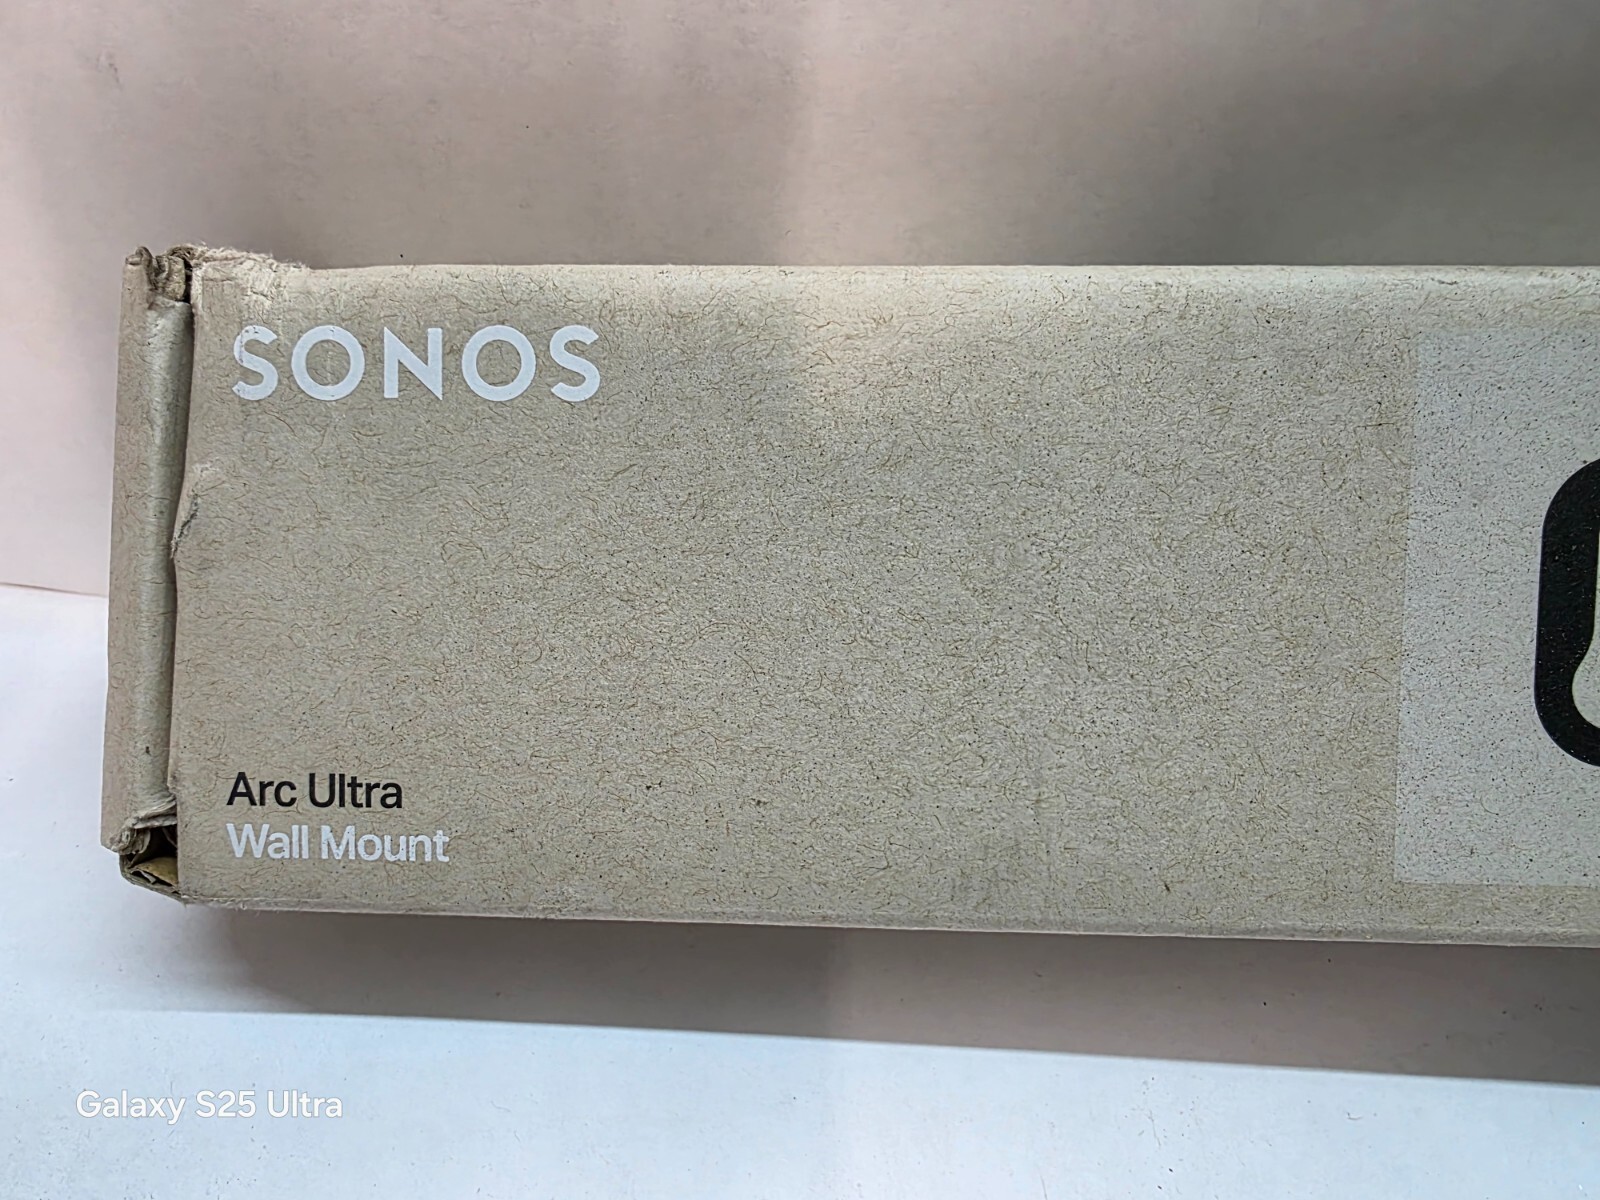 SONOS
Arc Ultra
Wall Mount
Galaxy S25 Ultra